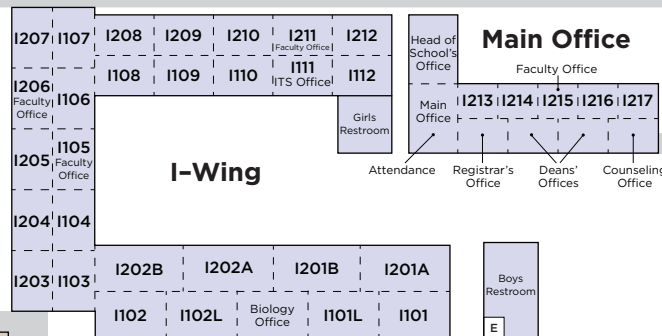 I207
I107
I208
I209
I210
I211
Faculty Office
I212
I108
I109
I110
I111
ITS Office
I112
I206
Faculty
Office
I106
Girls
Restroom
I205
I105
Faculty
Office
I-Wing
I204
I104
I203
I103
I202B
I202A
I201B
I201A
I102
I102L
Biology
Office
I101L
I101
Head of
School's
Office
Main Office
Faculty Office
Main
Office
I213
I214
I215
I216
I217
Attendance
Registrar's
Office
Deans'
Offices
Counseling
Office
Boys
Restroom
E